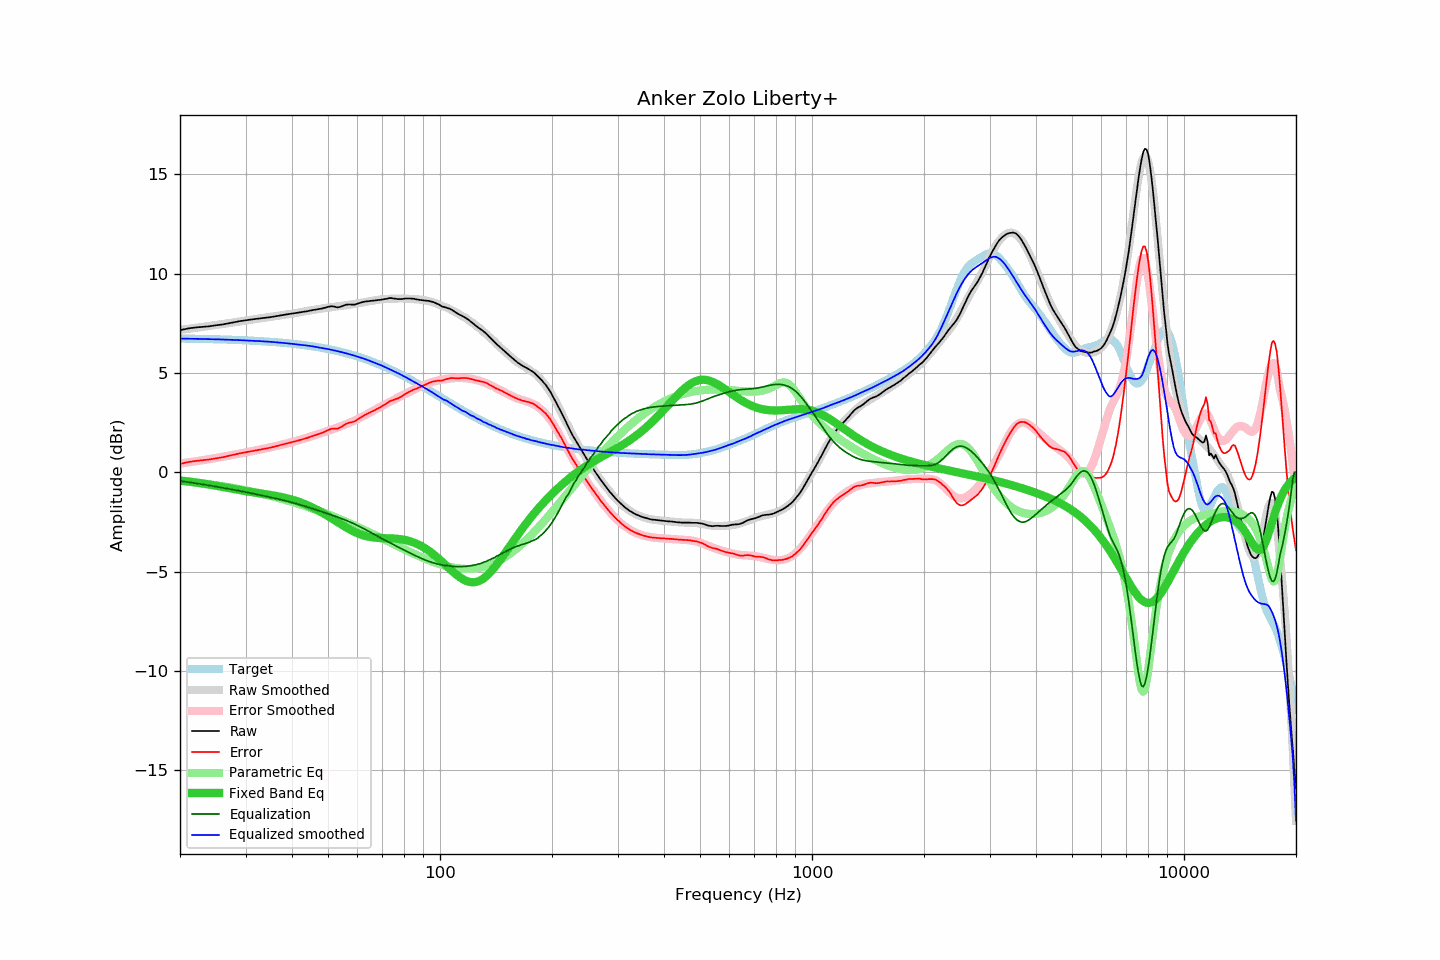 Anker Zolo Liberty+
15
10
5
0
−5
−10
−15
Amplitude (dBr)
Target
Raw Smoothed
Error Smoothed
Raw
Error
Parametric Eq
Fixed Band Eq
Equalization
Equalized smoothed
100
1000
10000
Frequency (Hz)